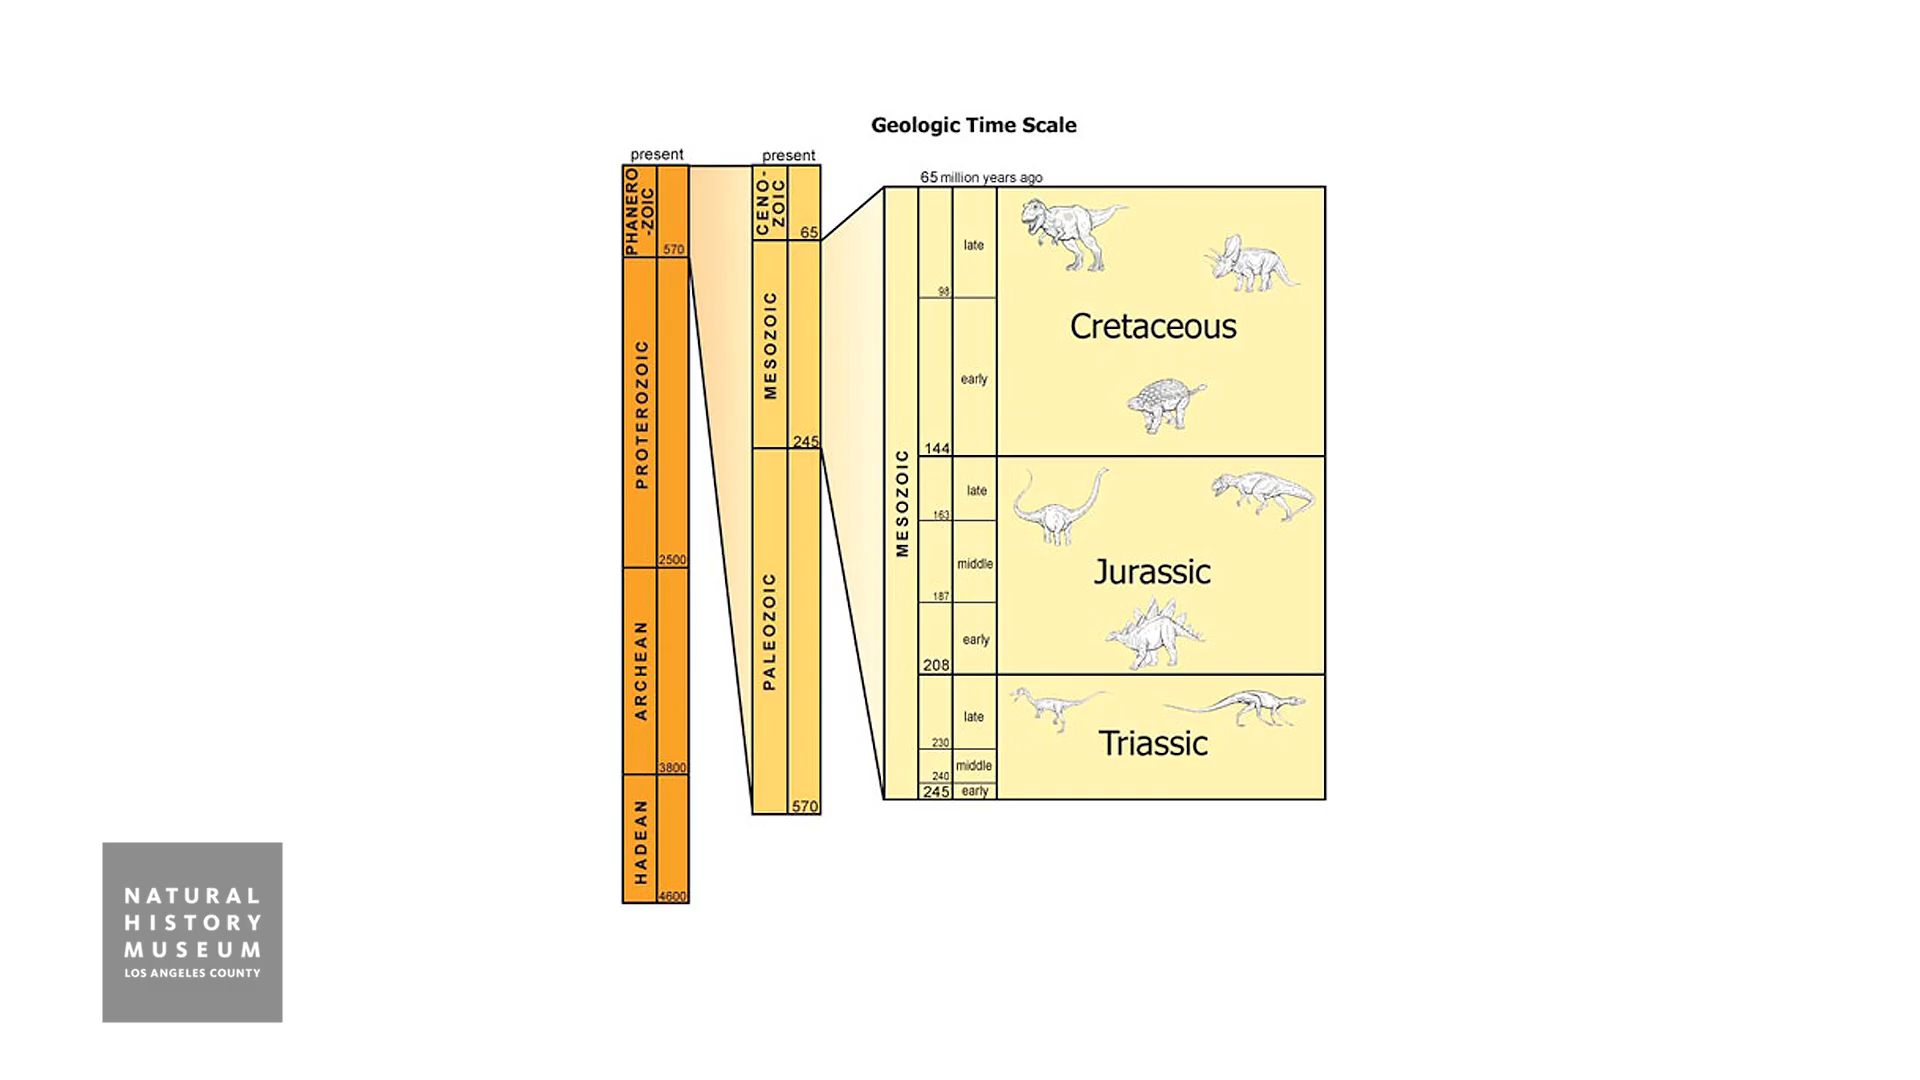 Geologic Time Scale
present
PHANERO
-ZOIC
570
PROTEROZOIC
2500
ARCHEAN
3800
HADEAN
4600
present
CENO-
ZOIC
65
MESOZOIC
245
PALEOZOIC
570
65 million years ago
MESOZOIC
late
98
early
144
Cretaceous
late
163
middle
187
early
208
Jurassic
late
230
middle
240
245 early
Triassic
NATURAL
HISTORY
MUSEUM
LOS ANGELES COUNTY